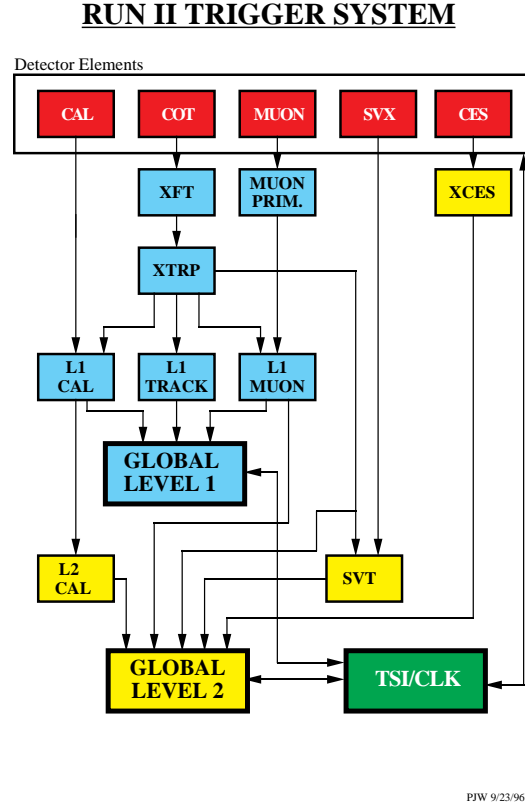 RUN II TRIGGER SYSTEM
Detector Elements
CAL COT MUON SVX CES
XFT MUON PRIM. XCES
XTRP
L1 CAL L1 TRACK L1 MUON
GLOBAL LEVEL 1
L2 CAL SVT
GLOBAL LEVEL 2 TSI/CLK
PJW 9/23/96